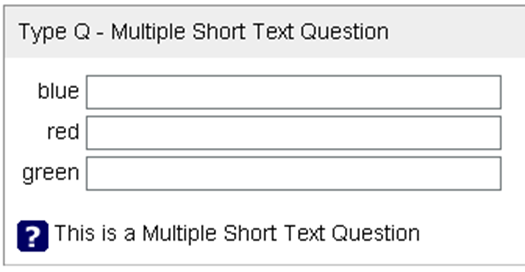 Type Q - Multiple Short Text Question
blue
red
green
? This is a Multiple Short Text Question